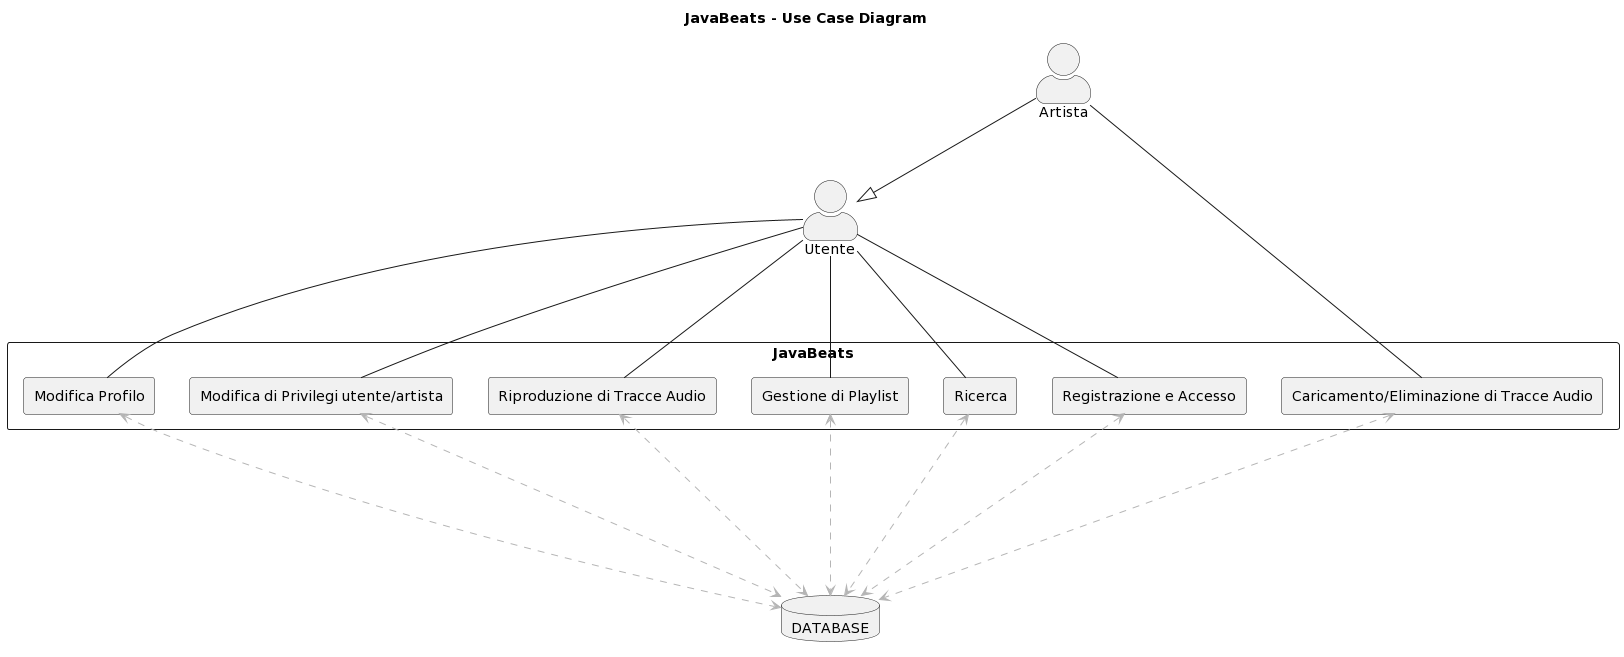 JavaBeats - Use Case Diagram
Artista
Utente
JavaBeats
Modifica Profilo
Modifica di Privilegi utente/artista
Riproduzione di Tracce Audio
Gestione di Playlist
Ricerca
Registrazione e Accesso
Caricamento/Eliminazione di Tracce Audio
DATABASE